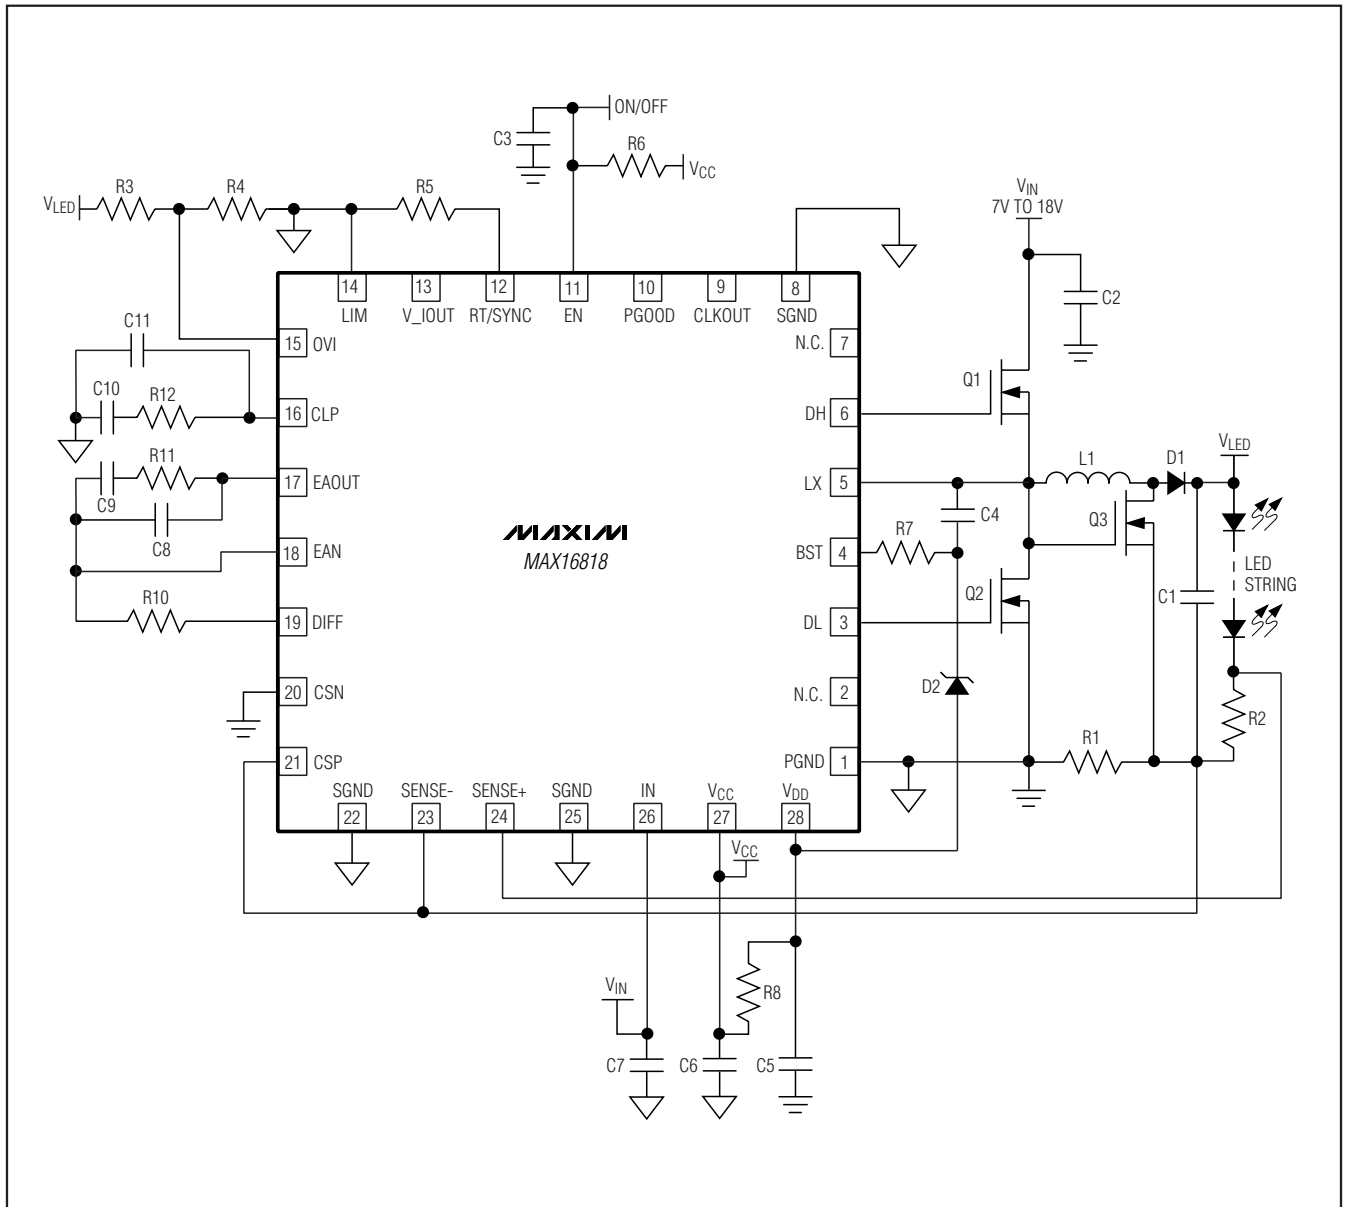 ON/OFF
C3
R6
VCC
VIN
7V TO 18V
VLED
R3
R4
R5
C2
14
13
12
11
10
9
8
LIM
V_IOUT
RT/SYNC
EN
PGOOD
CLKOUT
SGND
C11
15
OVI
N.C.
7
C10
R12
16
CLP
DH
6
Q1
R11
C9
C8
17
EAOUT
LX
5
L1
D1
VLED
C4
Q3
MAXIM
MAX16818
18
EAN
BST
4
R7
LED
STRING
C1
R10
19
DIFF
DL
3
Q2
20
CSN
N.C.
2
D2
R2
21
CSP
PGND
1
R1
SGND
SENSE-
SENSE+
SGND
IN
VCC
VDD
22
23
24
25
26
27
28
VCC
VIN
R8
C7
C6
C5